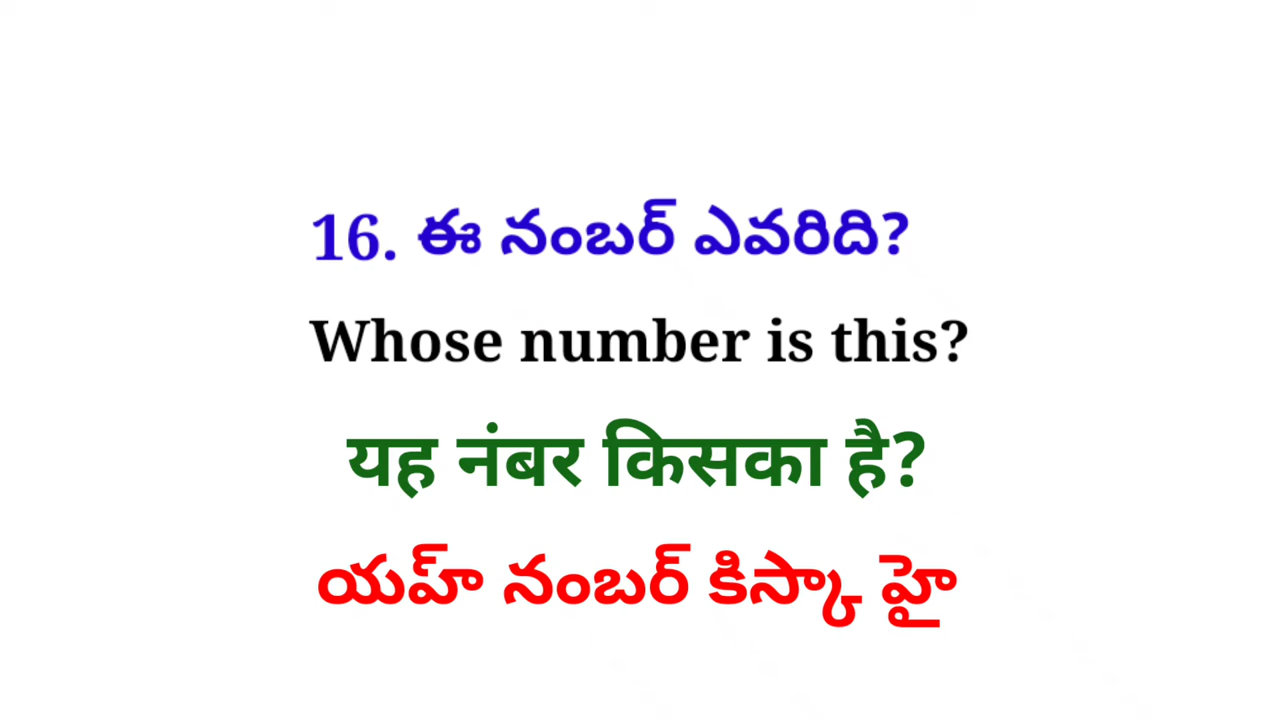 16. ఈ నంబర్ ఎవరిది?
Whose number is this?
यह नंबर किसका है?
యహ్ నంబర్ కిస్కా హై